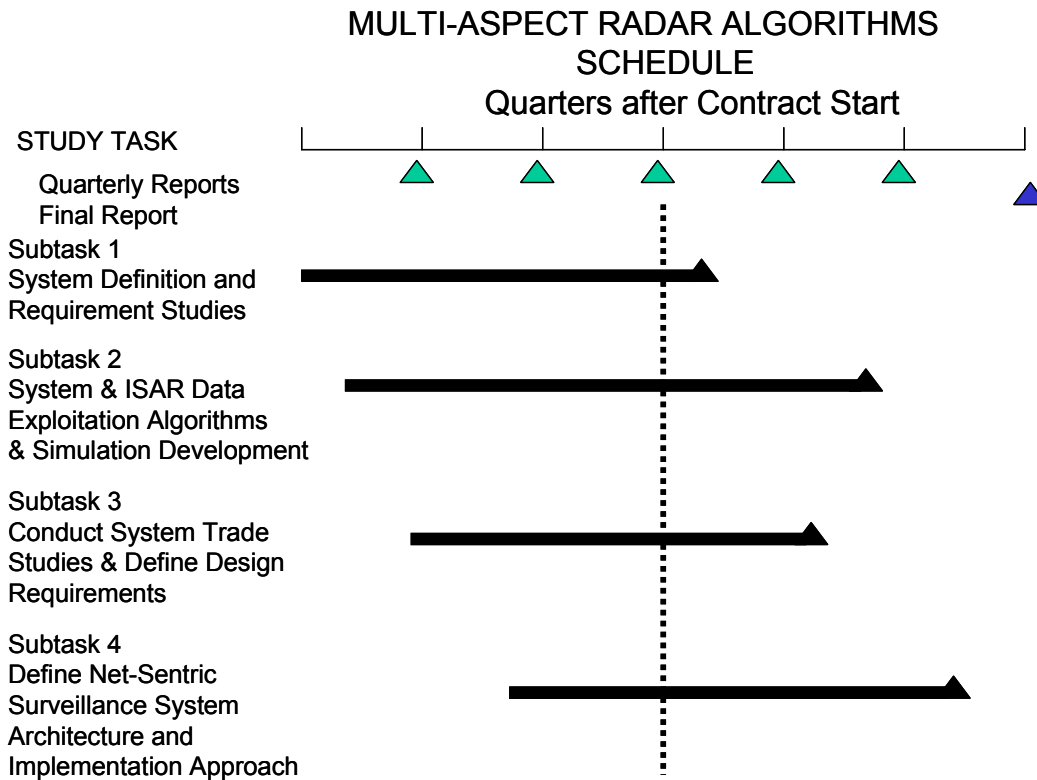 MULTI-ASPECT RADAR ALGORITHMS
SCHEDULE
Quarters after Contract Start
STUDY TASK
Quarterly Reports
Final Report
Subtask 1
System Definition and
Requirement Studies
Subtask 2
System & ISAR Data
Exploitation Algorithms
& Simulation Development
Subtask 3
Conduct System Trade
Studies & Define Design
Requirements
Subtask 4
Define Net-Sentric
Surveillance System
Architecture and
Implementation Approach